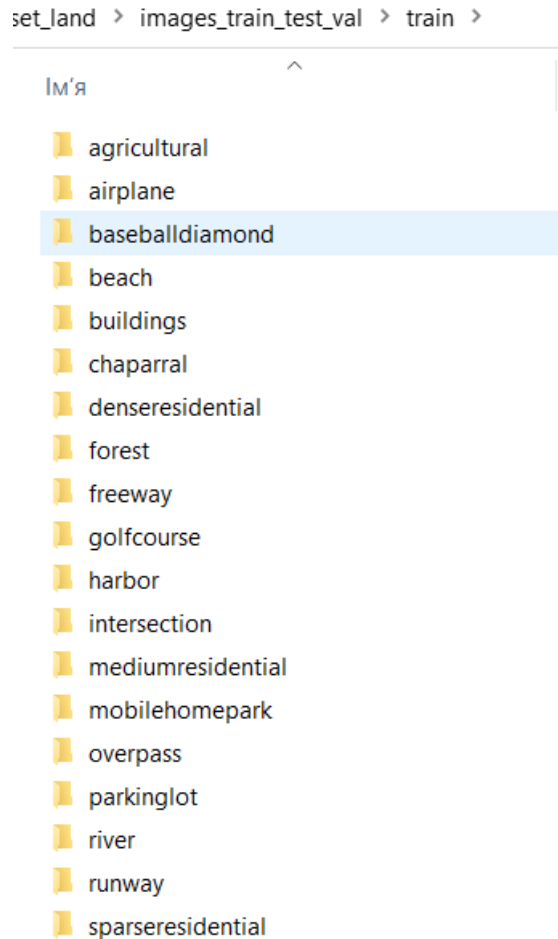 set_land > images_train_test_val > train >
Ім'я
agricultural
airplane
baseballdiamond
beach
buildings
chaparral
denseresidential
forest
freeway
golfcourse
harbor
intersection
mediumresidential
mobilehomepark
overpass
parkinglot
river
runway
sparseresidential